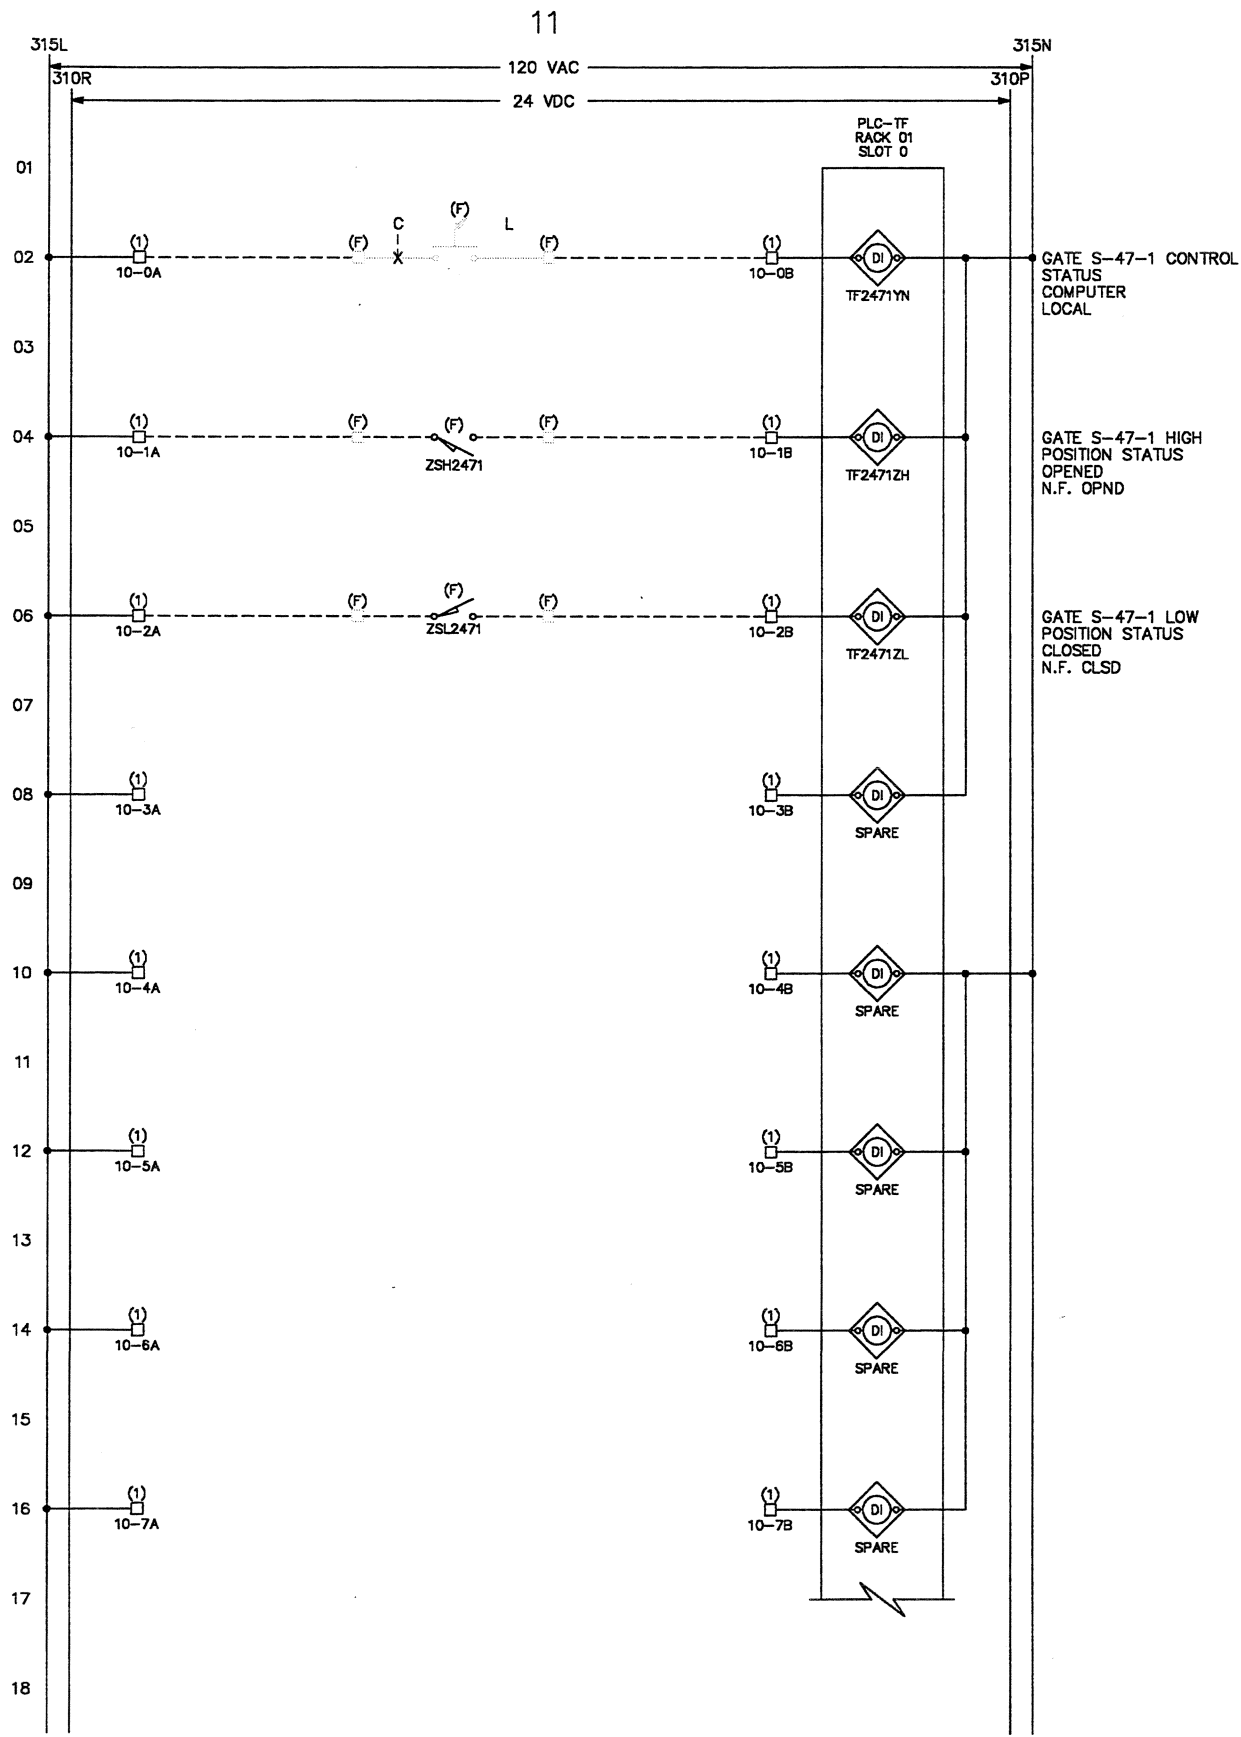 11
315L
315N
120 VAC
310R
310P
24 VDC
PLC-TF
RACK 01
SLOT 0
01
(F)
C
L
(1)
(F)
(F)
(1)
02
X
DI
10-0A
10-0B
TF2471YN
GATE S-47-1 CONTROL
STATUS
COMPUTER
LOCAL
03
(1)
(F)
(F)
(F)
(1)
04
DI
10-1A
ZSH2471
10-1B
TF2471ZH
GATE S-47-1 HIGH
POSITION STATUS
OPENED
N.F. OPND
05
(1)
(F)
(F)
(F)
(1)
06
DI
10-2A
ZSL2471
10-2B
TF2471ZL
GATE S-47-1 LOW
POSITION STATUS
CLOSED
N.F. CLSD
07
(1)
(1)
08
DI
10-3A
10-3B
SPARE
09
(1)
(1)
10
DI
10-4A
10-4B
SPARE
11
(1)
(1)
12
DI
10-5A
10-5B
SPARE
13
(1)
(1)
14
DI
10-6A
10-6B
SPARE
15
(1)
(1)
16
DI
10-7A
10-7B
SPARE
17
18